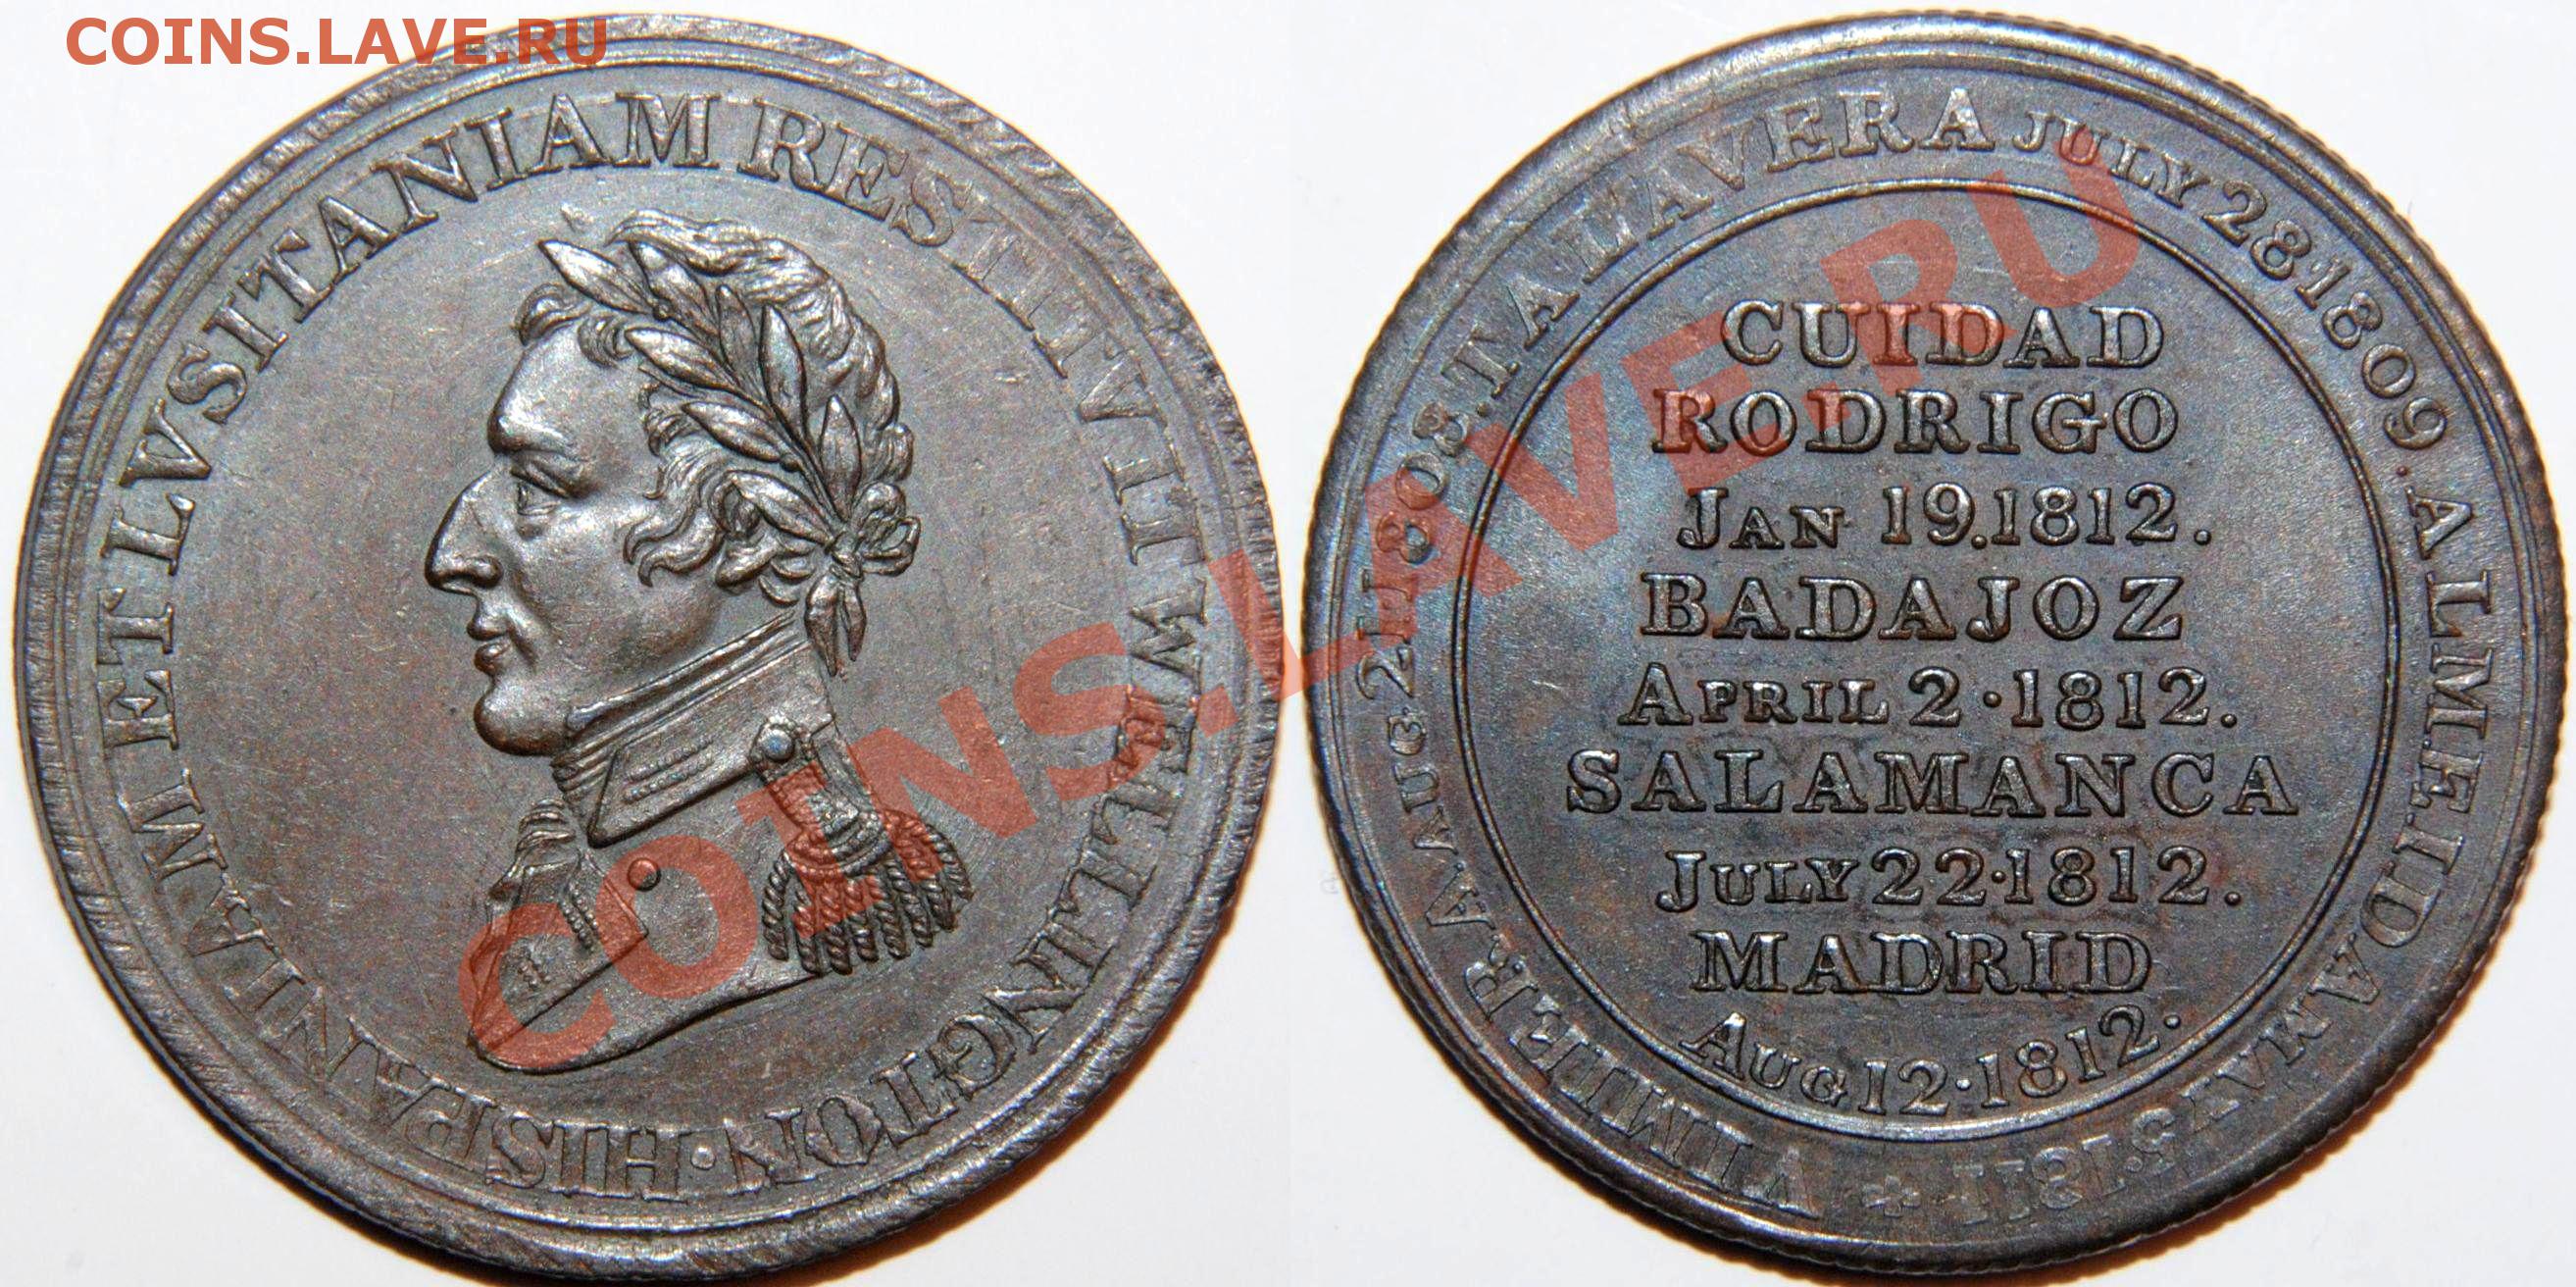 COINS.LAVE.RU
HISPANIAM ET LVSITANIAM RESTITVIT WELLINGTON ·
VIMIERA . AUG · 21 1808 . TALAVERA JULY 28 · 1809 . ALMEIDA MAY 5 1811 ·
CUIDAD
RODRIGO
JAN 19.1812.
BADAJOZ
APRIL 2 · 1812.
SALAMANCA
JULY 22 · 1812.
MADRID
AUG 12 · 1812 .
COINS.LAVE.RU